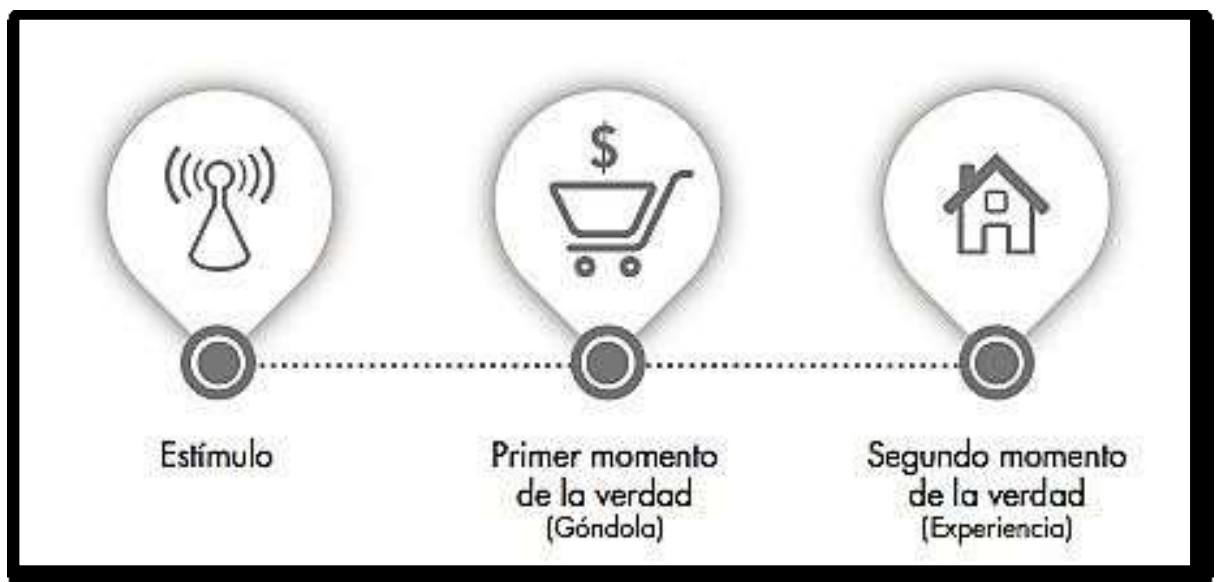 $
Estímulo
Primer momento
de la verdad
(Góndola)
Segundo momento
de la verdad
(Experiencia)